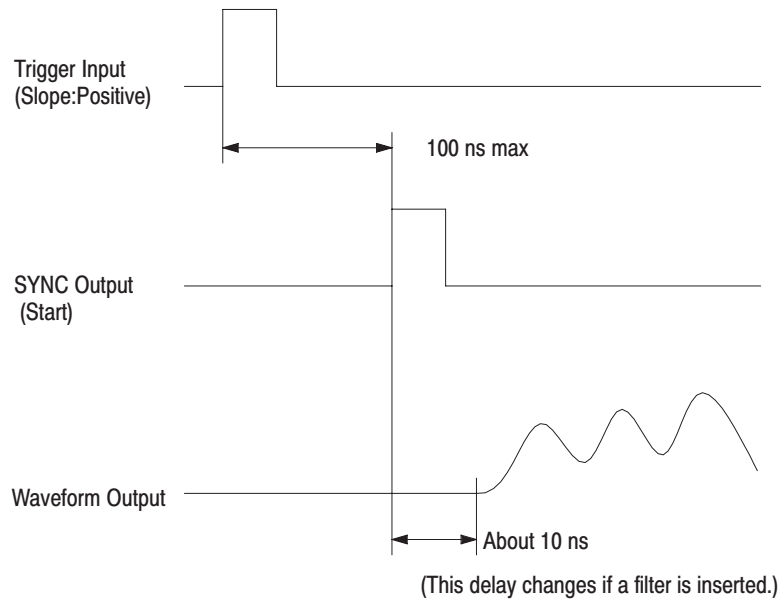 Trigger Input
(Slope:Positive)
100 ns max
SYNC Output
(Start)
Waveform Output
About 10 ns
(This delay changes if a filter is inserted.)